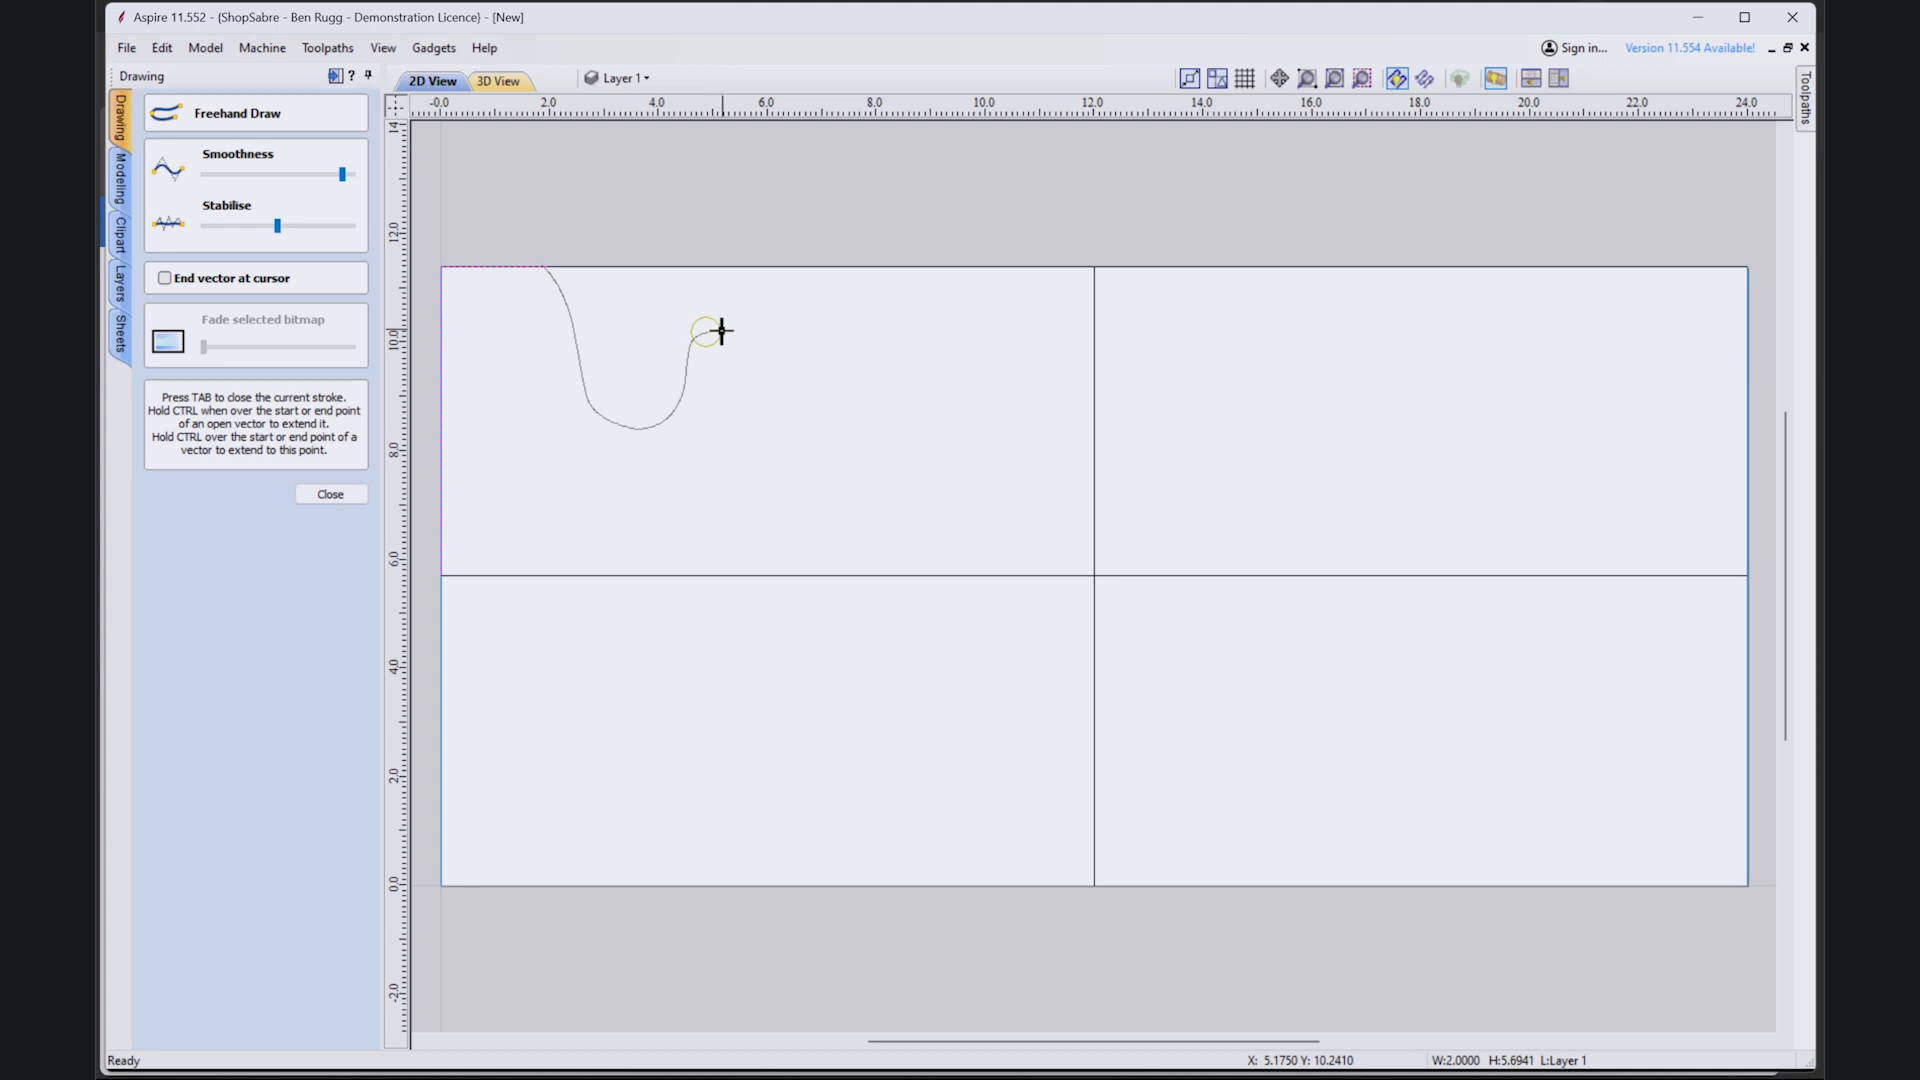 Aspire 11.552 - {ShopSabre - Ben Rugg - Demonstration Licence} - [New]
File Edit Model Machine Toolpaths View Gadgets Help
Sign in... Version 11.554 Available!
Drawing
2D View 3D View Layer 1
Toolpaths
Drawing
Modeling
Clipart
Layers
Sheets
Freehand Draw
Smoothness
Stabilise
End vector at cursor
Fade selected bitmap
Press TAB to close the current stroke.
Hold CTRL when over the start or end point
of an open vector to extend it.
Hold CTRL over the start or end point of a
vector to extend to this point.
Close
-0.0 2.0 4.0 6.0 8.0 10.0 12.0 14.0 16.0 18.0 20.0 22.0 24.0
14
12.0
10.0
8.0
6.0
4.0
2.0
0.0
-2.0
Ready
X: 5.1750 Y: 10.2410
W:2.0000 H:5.6941 L:Layer 1